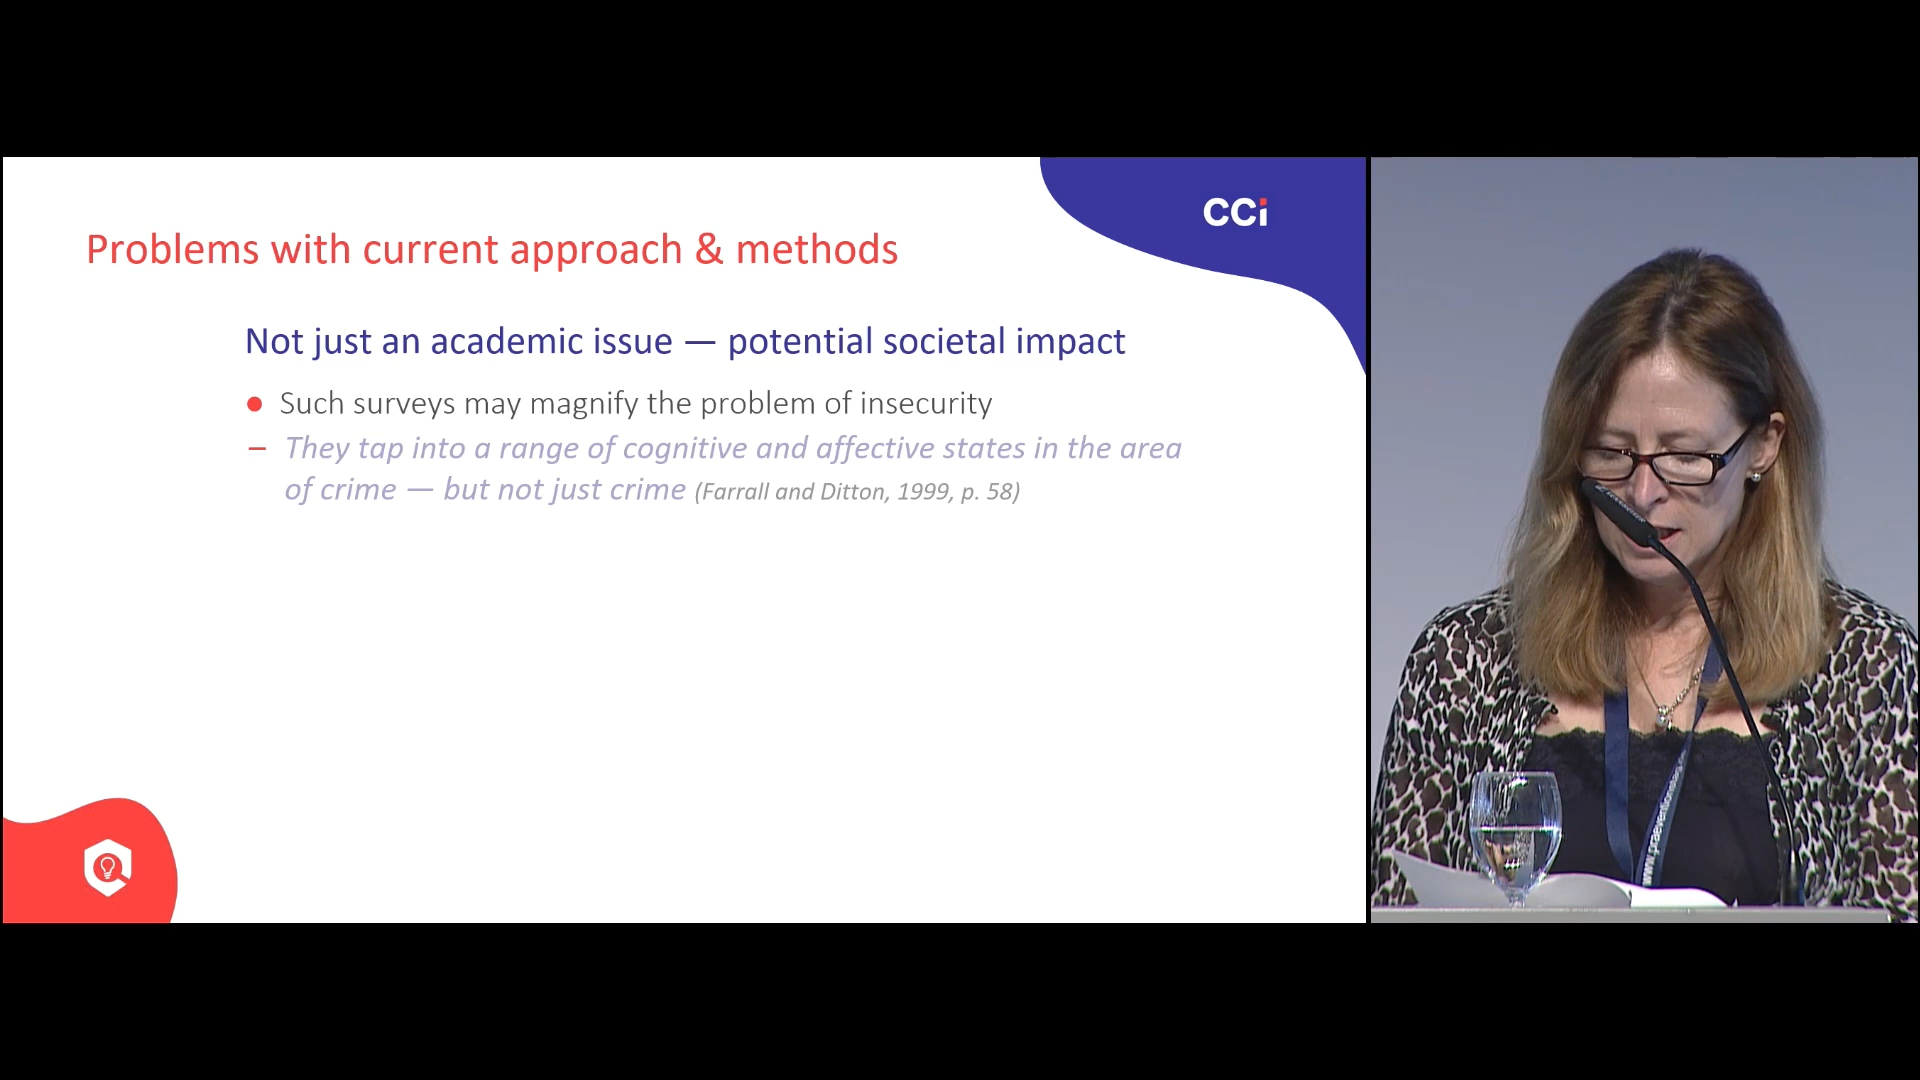 CCi
Problems with current approach & methods
Not just an academic issue — potential societal impact
● Such surveys may magnify the problem of insecurity
– They tap into a range of cognitive and affective states in the area
of crime — but not just crime (Farrall and Ditton, 1999, p. 58)